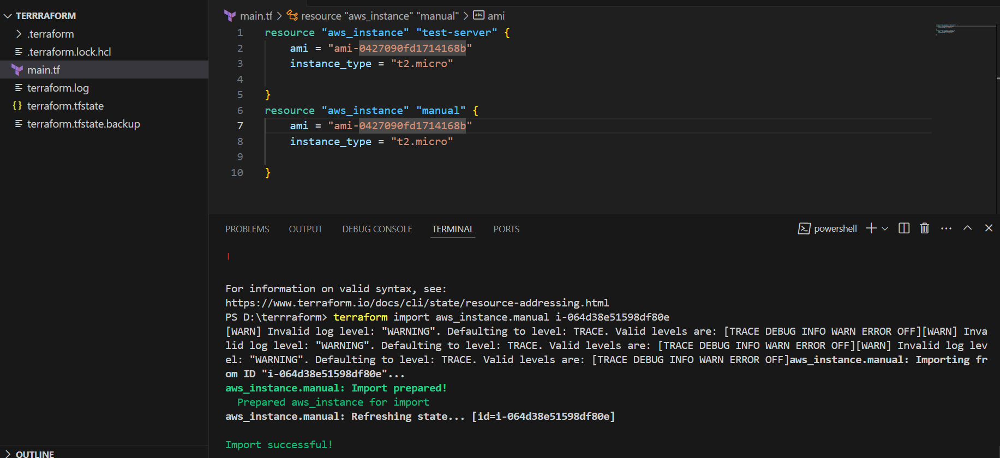 TERRRAFORM
.terraform
.terraform.lock.hcl
main.tf
terraform.log
terraform.tfstate
terraform.tfstate.backup
OUTLINE
main.tf > resource "aws_instance" "manual" > abc ami
1 resource "aws_instance" "test-server" {
2 ami = "ami-0427090fd1714168b"
3 instance_type = "t2.micro"
4
5 }
6 resource "aws_instance" "manual" {
7 ami = "ami-0427090fd1714168b"
8 instance_type = "t2.micro"
9
10 }
PROBLEMS OUTPUT DEBUG CONSOLE TERMINAL PORTS powershell
For information on valid syntax, see:
https://www.terraform.io/docs/cli/state/resource-addressing.html
PS D:\terrraform> terraform import aws_instance.manual i-064d38e51598df80e
[WARN] Invalid log level: "WARNING". Defaulting to level: TRACE. Valid levels are: [TRACE DEBUG INFO WARN ERROR OFF][WARN] Inva
lid log level: "WARNING". Defaulting to level: TRACE. Valid levels are: [TRACE DEBUG INFO WARN ERROR OFF][WARN] Invalid log lev
el: "WARNING". Defaulting to level: TRACE. Valid levels are: [TRACE DEBUG INFO WARN ERROR OFF]aws_instance.manual: Importing fr
om ID "i-064d38e51598df80e"...
aws_instance.manual: Import prepared!
Prepared aws_instance for import
aws_instance.manual: Refreshing state... [id=i-064d38e51598df80e]
Import successful!